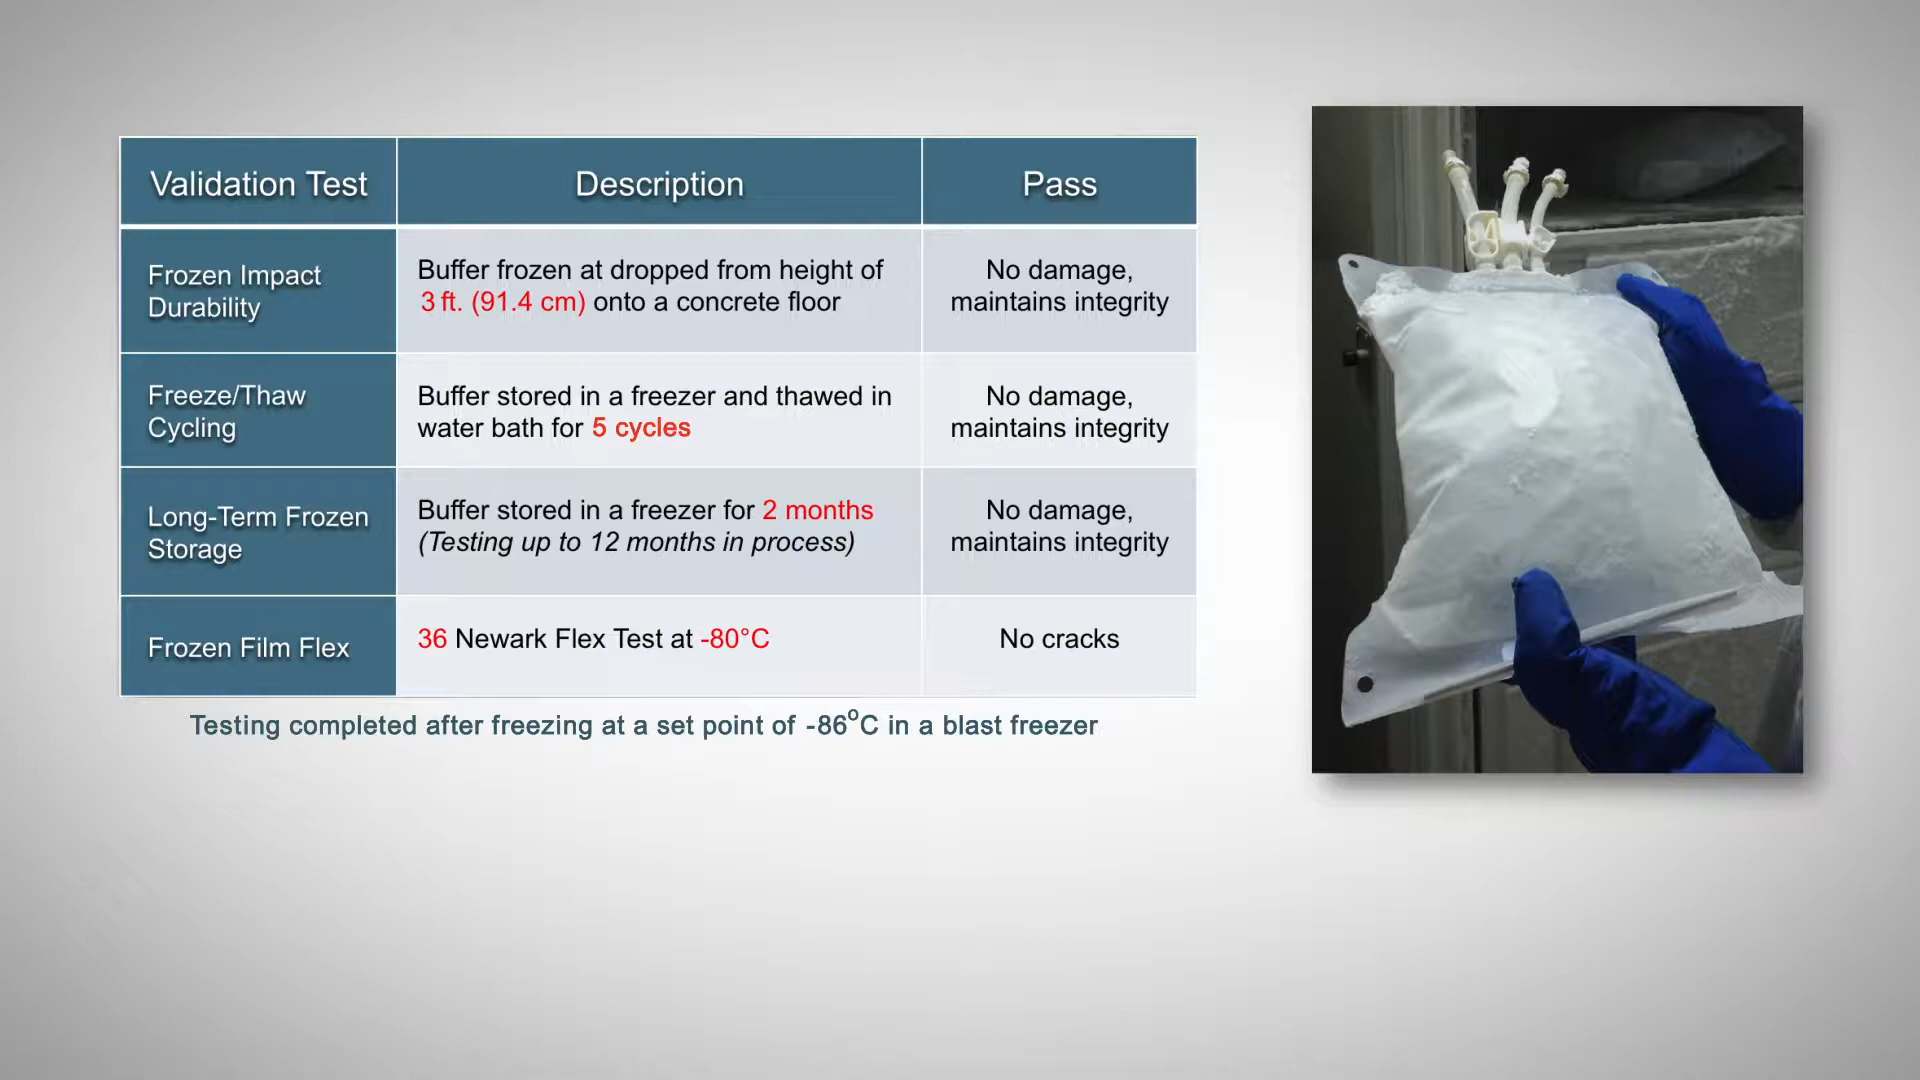 Validation Test
Description
Pass
Frozen Impact
Durability
Buffer frozen at dropped from height of
3 ft. (91.4 cm) onto a concrete floor
No damage,
maintains integrity
Freeze/Thaw
Cycling
Buffer stored in a freezer and thawed in
water bath for 5 cycles
No damage,
maintains integrity
Long-Term Frozen
Storage
Buffer stored in a freezer for 2 months
(Testing up to 12 months in process)
No damage,
maintains integrity
Frozen Film Flex
36 Newark Flex Test at -80°C
No cracks
Testing completed after freezing at a set point of -86°C in a blast freezer